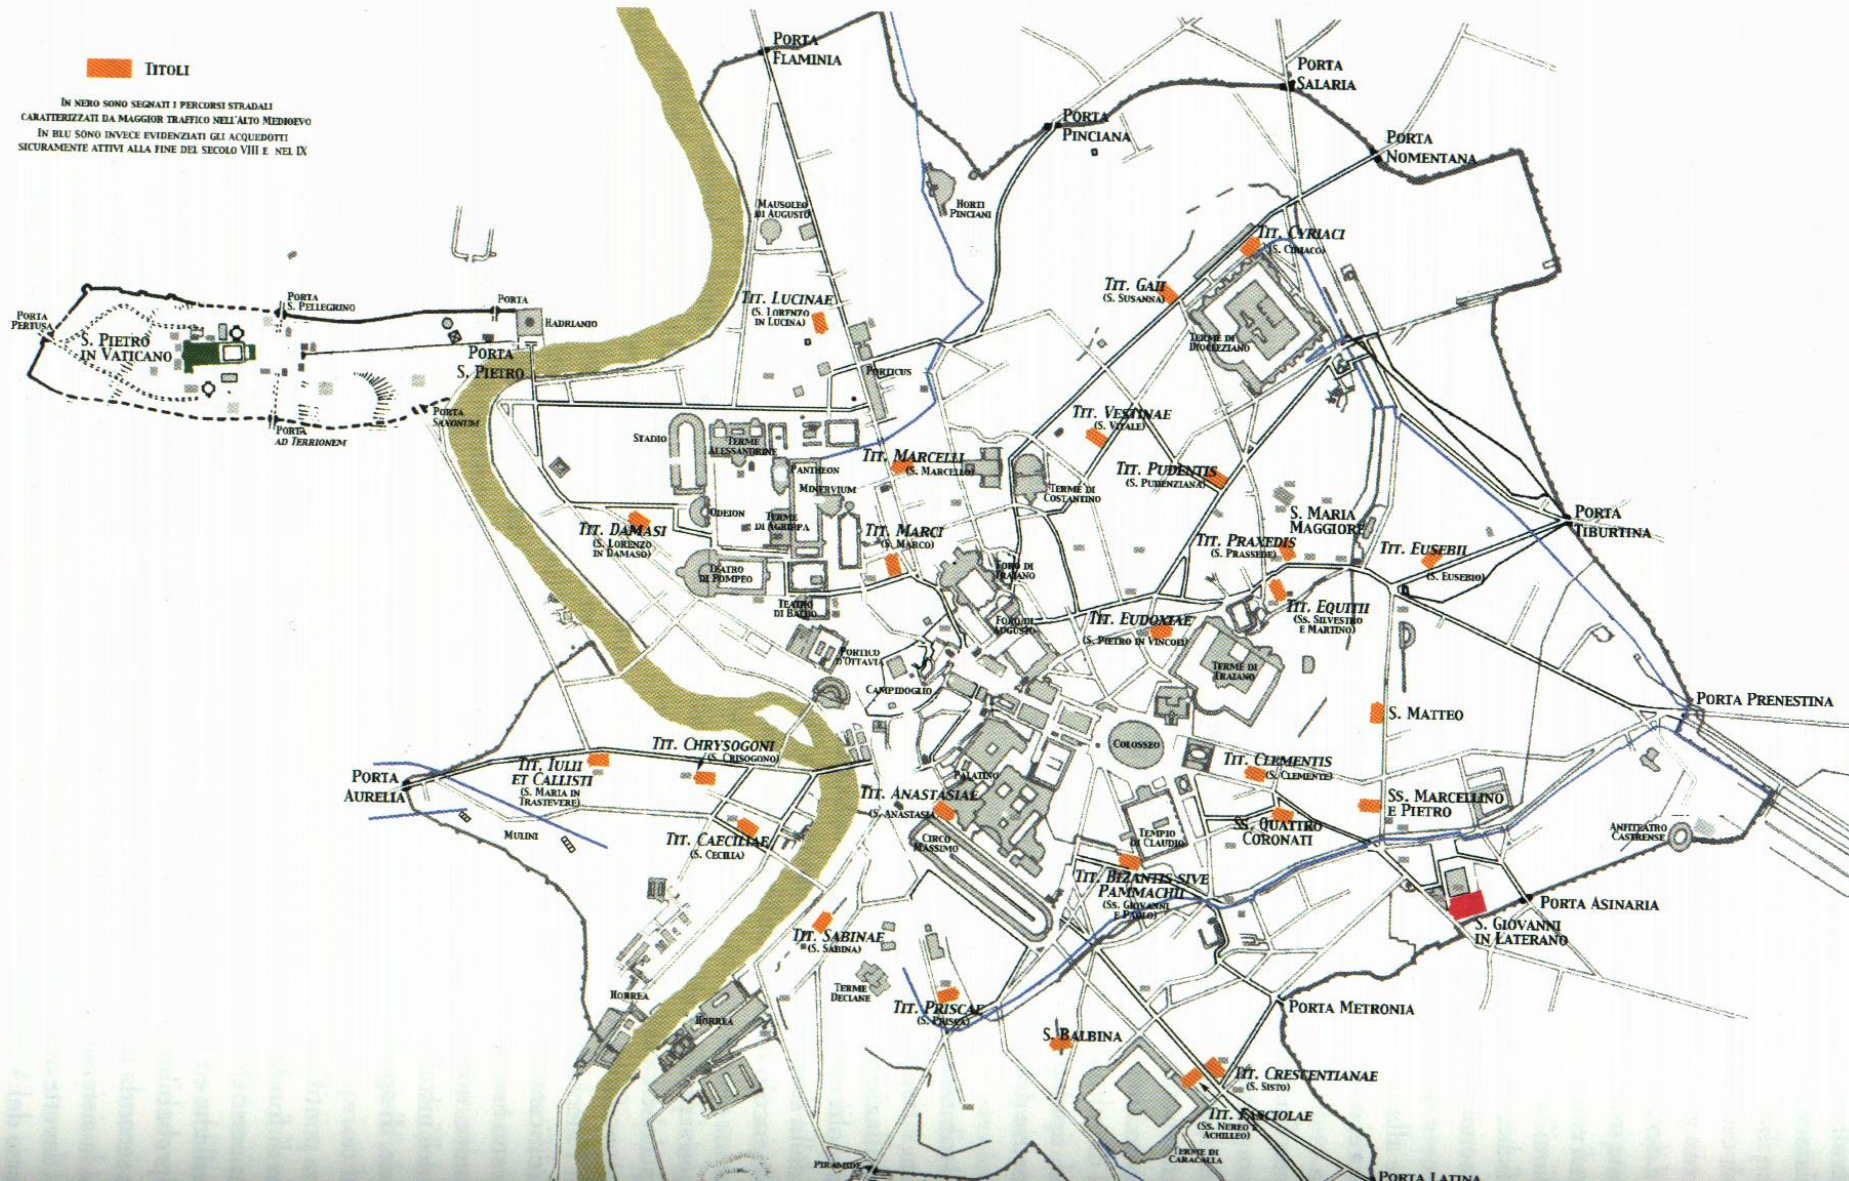 TITOLI
IN NERO SONO SEGNATI I PERCORSI STRADALI
CARATTERIZZATI DA MAGGIOR TRAFFICO NELL'ALTO MEDIOEVO
IN BLU SONO INVECE EVIDENZIATI GLI ACQUEDOTTI
SICURAMENTE ATTIVI ALLA FINE DEL SECOLO VIII E NEL IX
PORTA
FLAMINIA
PORTA
SALARIA
PORTA
PINCIANA
PORTA
NOMENTANA
MAUSOLEO
DI AUGUSTO
HORTI
PINCIANI
TIT. CYRIACI
(S. CIRIACO)
TIT. GAII
(S. SUSANNA)
TIT. LUCINAE
(S. LORENZO
IN LUCINA)
PORTA
S. PELLEGRINO
PORTA
HADRIANIO
PORTA
PERTUSA
S. PIETRO
IN VATICANO
PORTA
S. PIETRO
PORTA
SAXONUM
PORTA
AD TERRIONEM
TERME DI
DIOCLEZIANO
PORTICUS
STADIO
TERME
ALESSANDRINE
PANTHEON
MINERVIUM
TIT. MARCELLI
(S. MARCELLO)
TIT. VESTINAE
(S. VITALE)
TIT. PUDENTIS
(S. PUDENZIANA)
TERME DI
COSTANTINO
ODEION
TERME
DI AGRIPPA
TIT. DAMASI
(S. LORENZO
IN DAMASO)
TIT. MARCI
(S. MARCO)
S. MARIA
MAGGIORE
PORTA
TIBURTINA
TIT. PRAXEDIS
(S. PRASSEDE)
TIT. EUSEBII
(S. EUSEBIO)
TEATRO
DI POMPEO
TEATRO
DI BALBO
FORO DI
TRAIANO
FORO DI
AUGUSTO
TIT. EUDOXIAE
(S. PIETRO IN VINCOLI)
TIT. EQUITII
(SS. SILVESTRO
E MARTINO)
PORTICO
D'OTTAVIA
CAMPIDOGLIO
TERME DI
TRAIANO
PORTA PRENESTINA
S. MATTEO
COLOSSEO
TIT. CHRYSOGONI
(S. CRISOGONO)
TIT. IULII
ET CALLISTI
(S. MARIA IN
TRASTEVERE)
PORTA
AURELIA
PALATINO
TIT. CLEMENTIS
(S. CLEMENTE)
TIT. ANASTASIAE
(S. ANASTASIA)
SS. MARCELLINO
E PIETRO
MULINI
TIT. CAECILIAE
(S. CECILIA)
CIRCO
MASSIMO
TEMPIO
DI CLAUDIO
SS. QUATTRO
CORONATI
ANFITEATRO
CASTRENSE
TIT. BIZANTIS SIVE
PAMMACHII
(SS. GIOVANNI
E PAOLO)
PORTA ASINARIA
S. GIOVANNI
IN LATERANO
TIT. SABINAE
(S. SABINA)
HORREA
HORREA
TERME
DECIANE
TIT. PRISCAE
(S. PRISCA)
PORTA METRONIA
S. BALBINA
TIT. CRESCENTIANAE
(S. SISTO)
TIT. FASCIOLAE
(SS. NEREO E
ACHILLEO)
TERME DI
CARACALLA
PIRAMIDE
PORTA LATINA